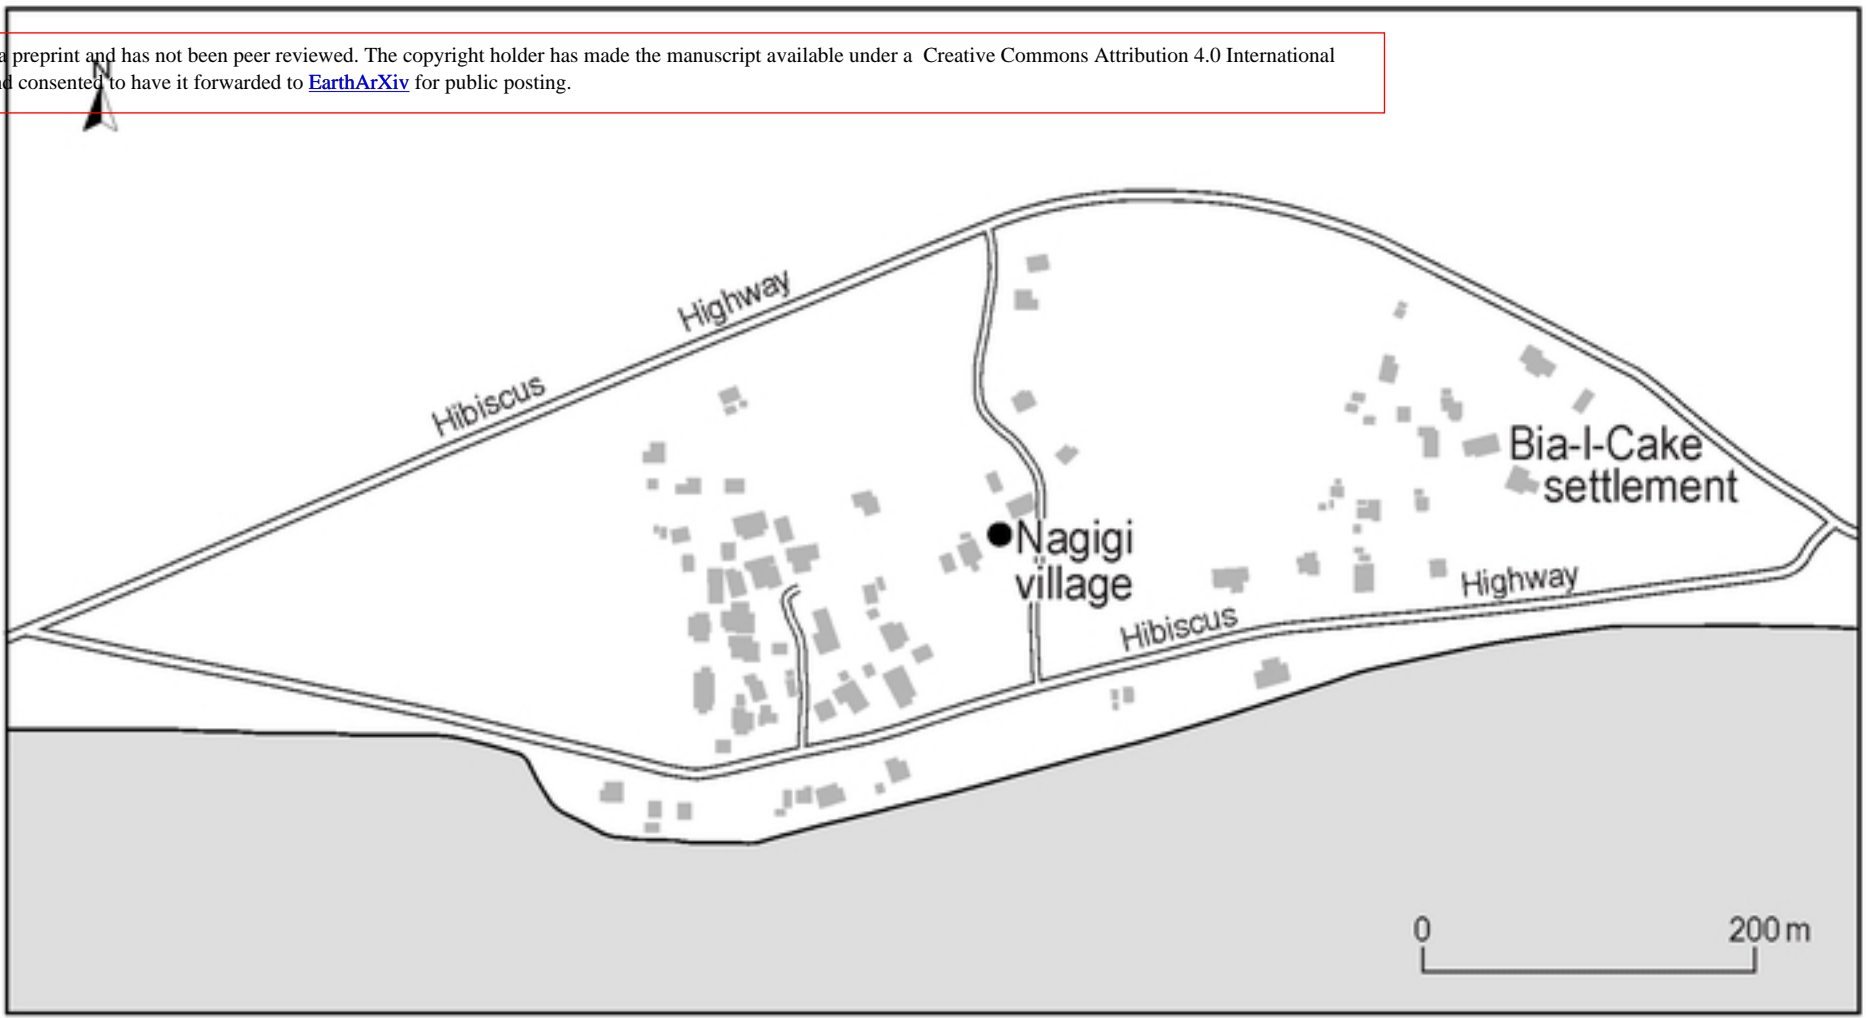 a preprint and has not been peer reviewed. The copyright holder has made the manuscript available under a Creative Commons Attribution 4.0 International
d consented to have it forwarded to EarthArXiv for public posting.
N
Hibiscus Highway
Bia-I-Cake
settlement
Nagigi
village
Hibiscus Highway
0 200 m